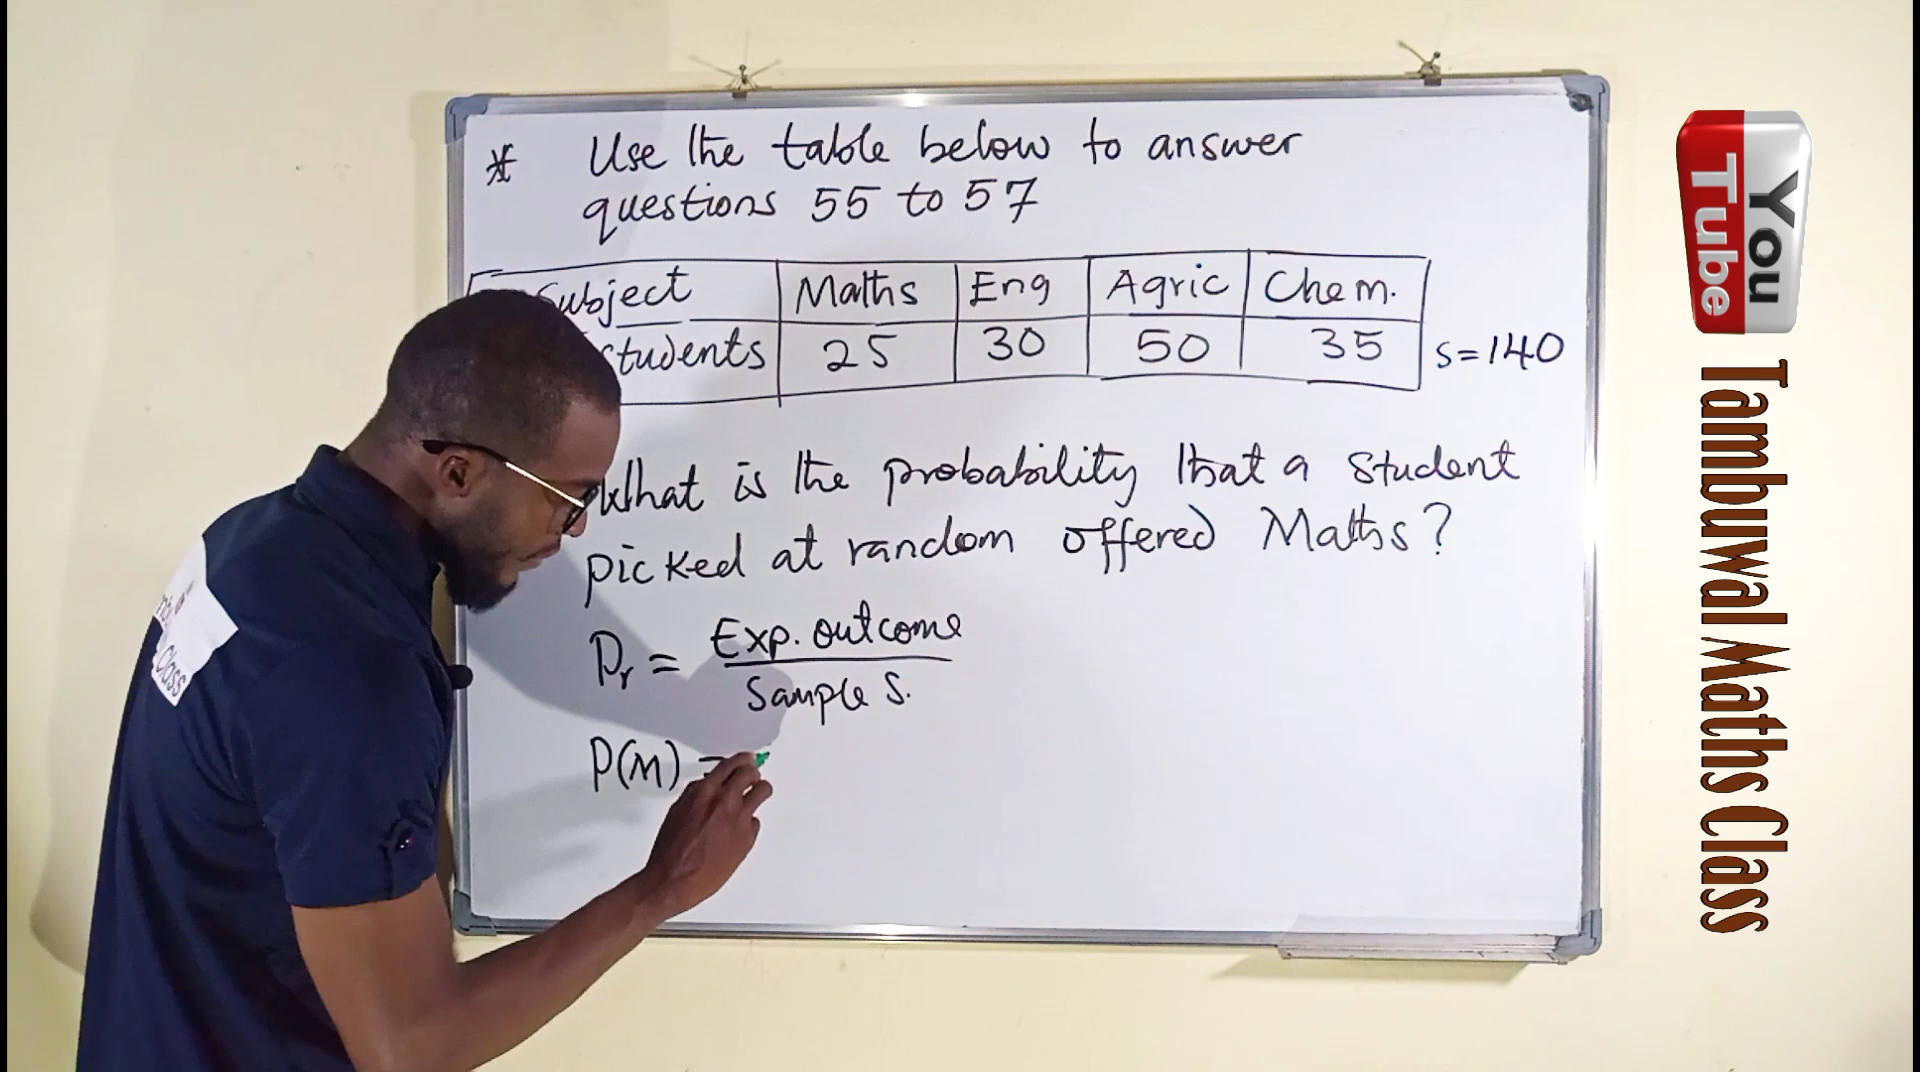 * Use the table below to answer
questions 55 to 57
Subject Maths Eng Agric Chem.
students 25 30 50 35 S=140
What is the probability that a student
picked at random offered Maths?
Pr = Exp. outcome
Sample S.
P(M) =
Class
You
Tube
Tambuwal Maths Class